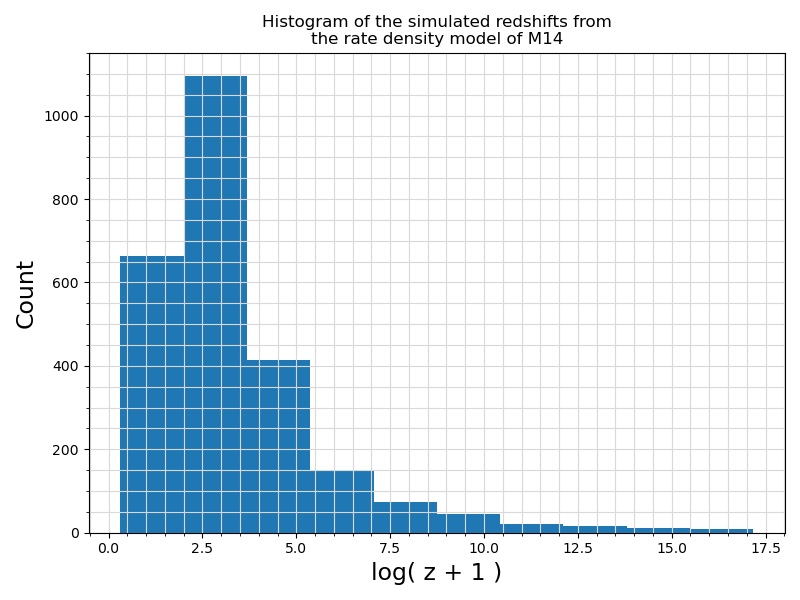 Histogram of the simulated redshifts from
the rate density model of M14
Count
1000
800
600
400
200
0
0.0 2.5 5.0 7.5 10.0 12.5 15.0 17.5
log( z + 1 )